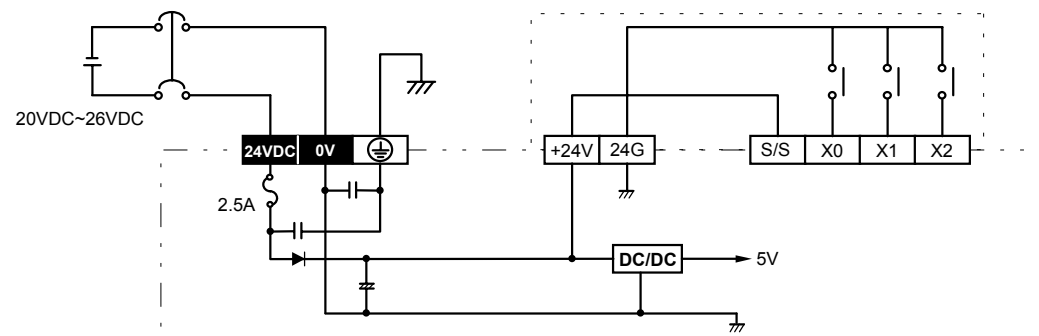 20VDC~26VDC
24VDC 0V
+24V 24G
S/S X0 X1 X2
2.5A
DC/DC
5V